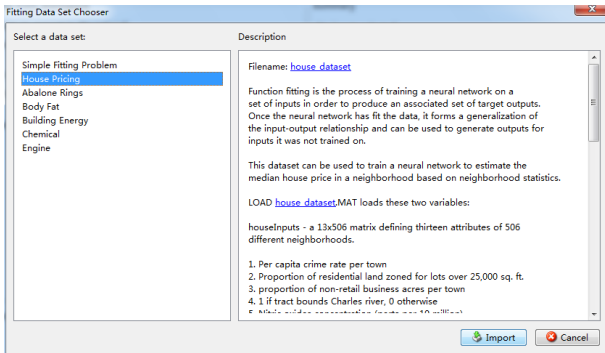 Fitting Data Set Chooser
Select a data set:
Simple Fitting Problem
House Pricing
Abalone Rings
Body Fat
Building Energy
Chemical
Engine
Description
Filename: house_dataset
Function fitting is the process of training a neural network on a
set of inputs in order to produce an associated set of target outputs.
Once the neural network has fit the data, it forms a generalization of
the input-output relationship and can be used to generate outputs for
inputs it was not trained on.
This dataset can be used to train a neural network to estimate the
median house price in a neighborhood based on neighborhood statistics.
LOAD house_dataset.MAT loads these two variables:
houseInputs - a 13x506 matrix defining thirteen attributes of 506
different neighborhoods.
1. Per capita crime rate per town
2. Proportion of residential land zoned for lots over 25,000 sq. ft.
3. proportion of non-retail business acres per town
4. 1 if tract bounds Charles river, 0 otherwise
5. Nitric oxides concentration (parts per 10 million)
Import
Cancel